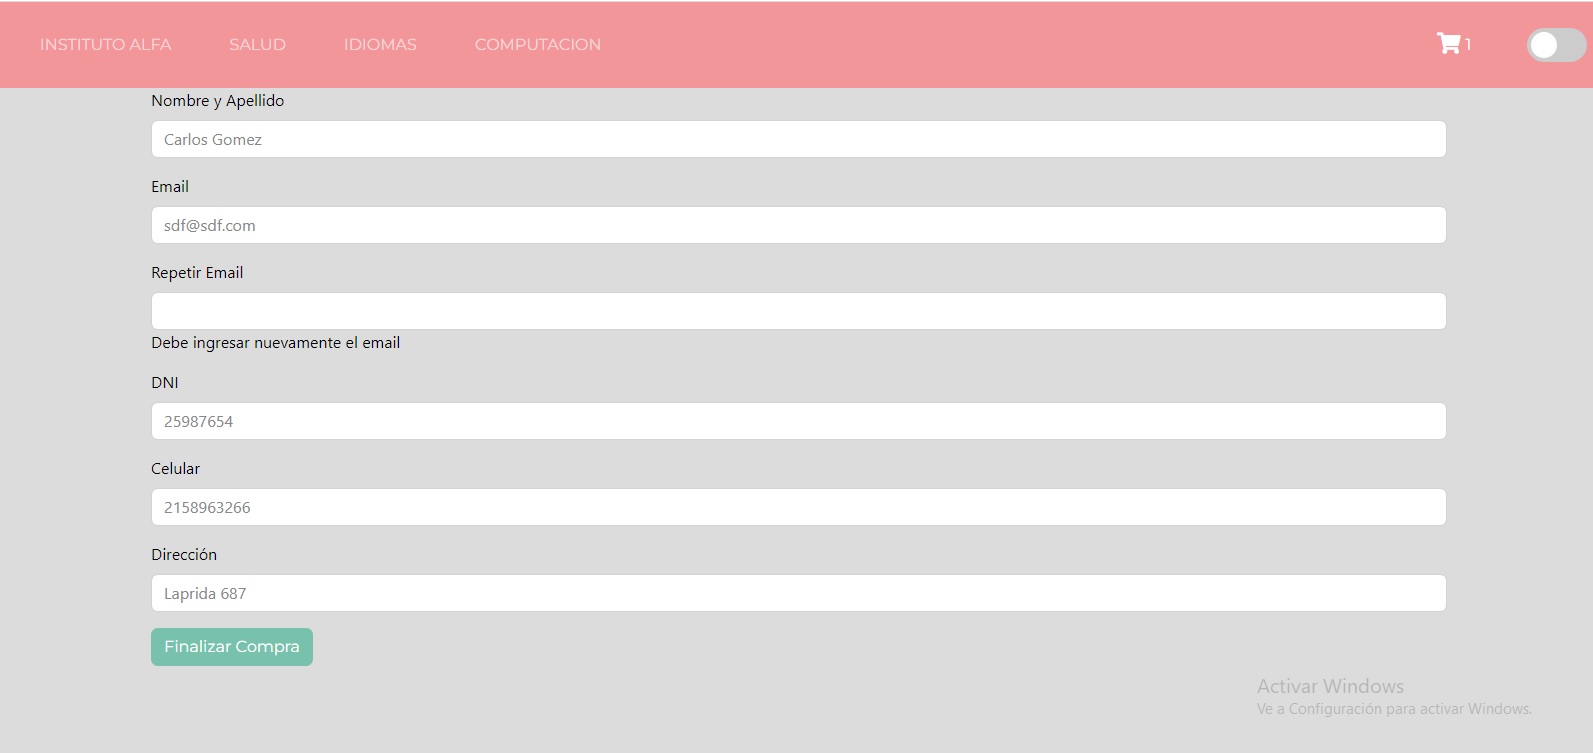 INSTITUTO ALFA SALUD IDIOMAS COMPUTACION 1
Nombre y Apellido
Carlos Gomez
Email
sdf@sdf.com
Repetir Email
Debe ingresar nuevamente el email
DNI
25987654
Celular
2158963266
Dirección
Laprida 687
Finalizar Compra
Activar Windows
Ve a Configuración para activar Windows.